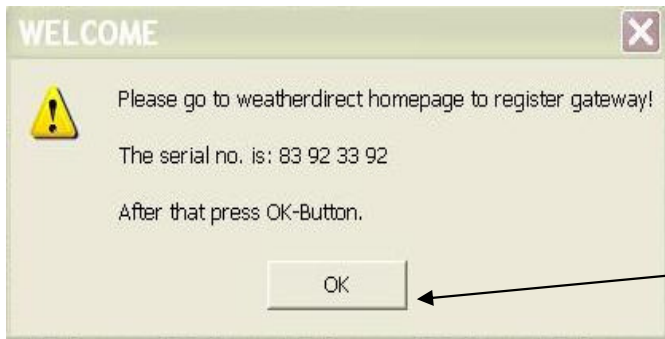 WELCOME
Please go to weatherdirect homepage to register gateway!
The serial no. is: 83 92 33 92
After that press OK-Button.
OK